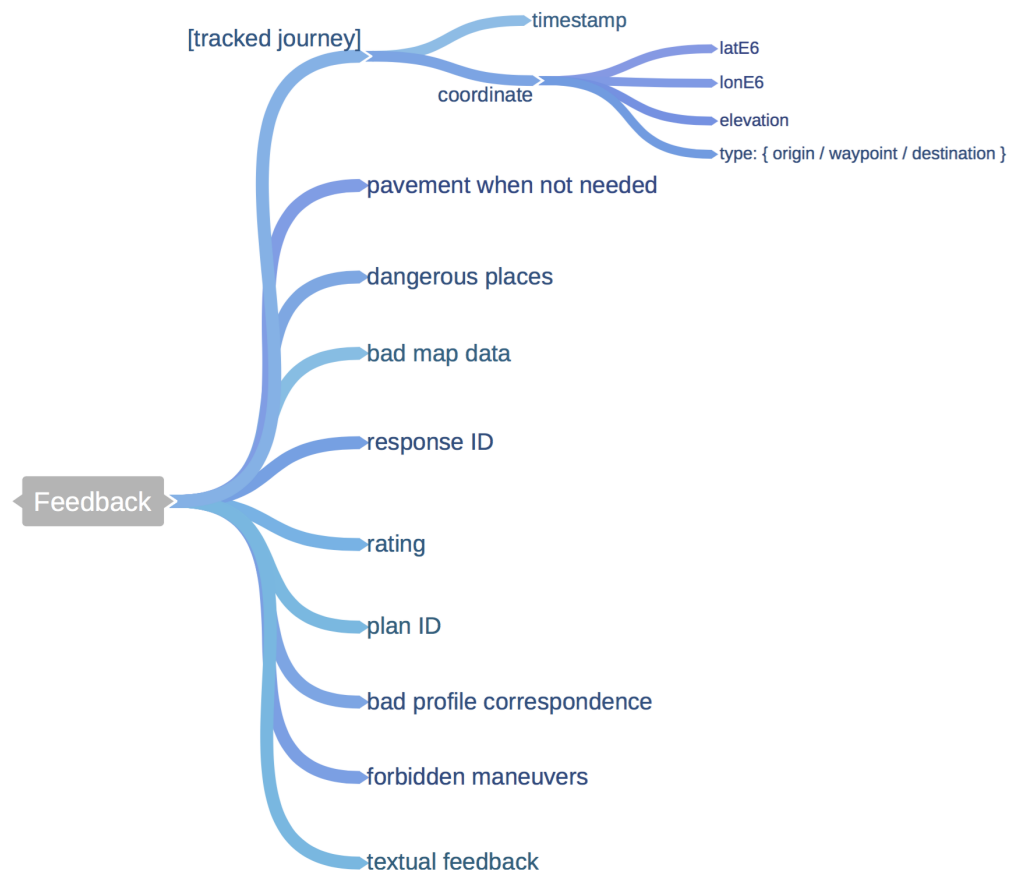 timestamp
[tracked journey]
latE6
lonE6
coordinate
elevation
type: { origin / waypoint / destination }
pavement when not needed
dangerous places
bad map data
response ID
Feedback
rating
plan ID
bad profile correspondence
forbidden maneuvers
textual feedback